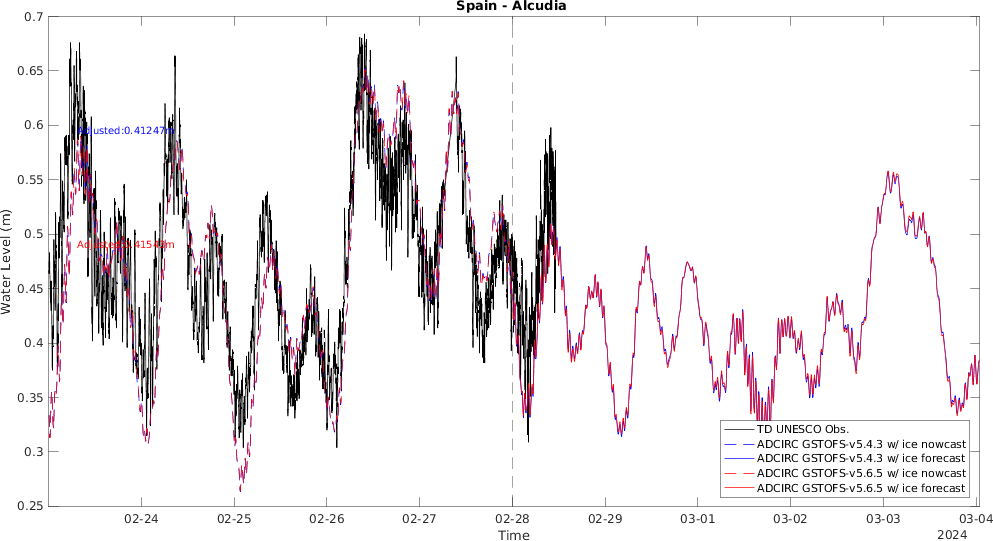 Spain - Alcudia
Water Level (m)
0.7
0.65
0.6
0.55
0.5
0.45
0.4
0.35
0.3
0.25
Adjusted:0.41247m
TD UNESCO Obs.
ADCIRC GSTOFS-v5.4.3 w/ ice nowcast
ADCIRC GSTOFS-v5.4.3 w/ ice forecast
ADCIRC GSTOFS-v5.6.5 w/ ice nowcast
ADCIRC GSTOFS-v5.6.5 w/ ice forecast
02-24 02-25 02-26 02-27 02-28 02-29 03-01 03-02 03-03 03-04
Time
2024